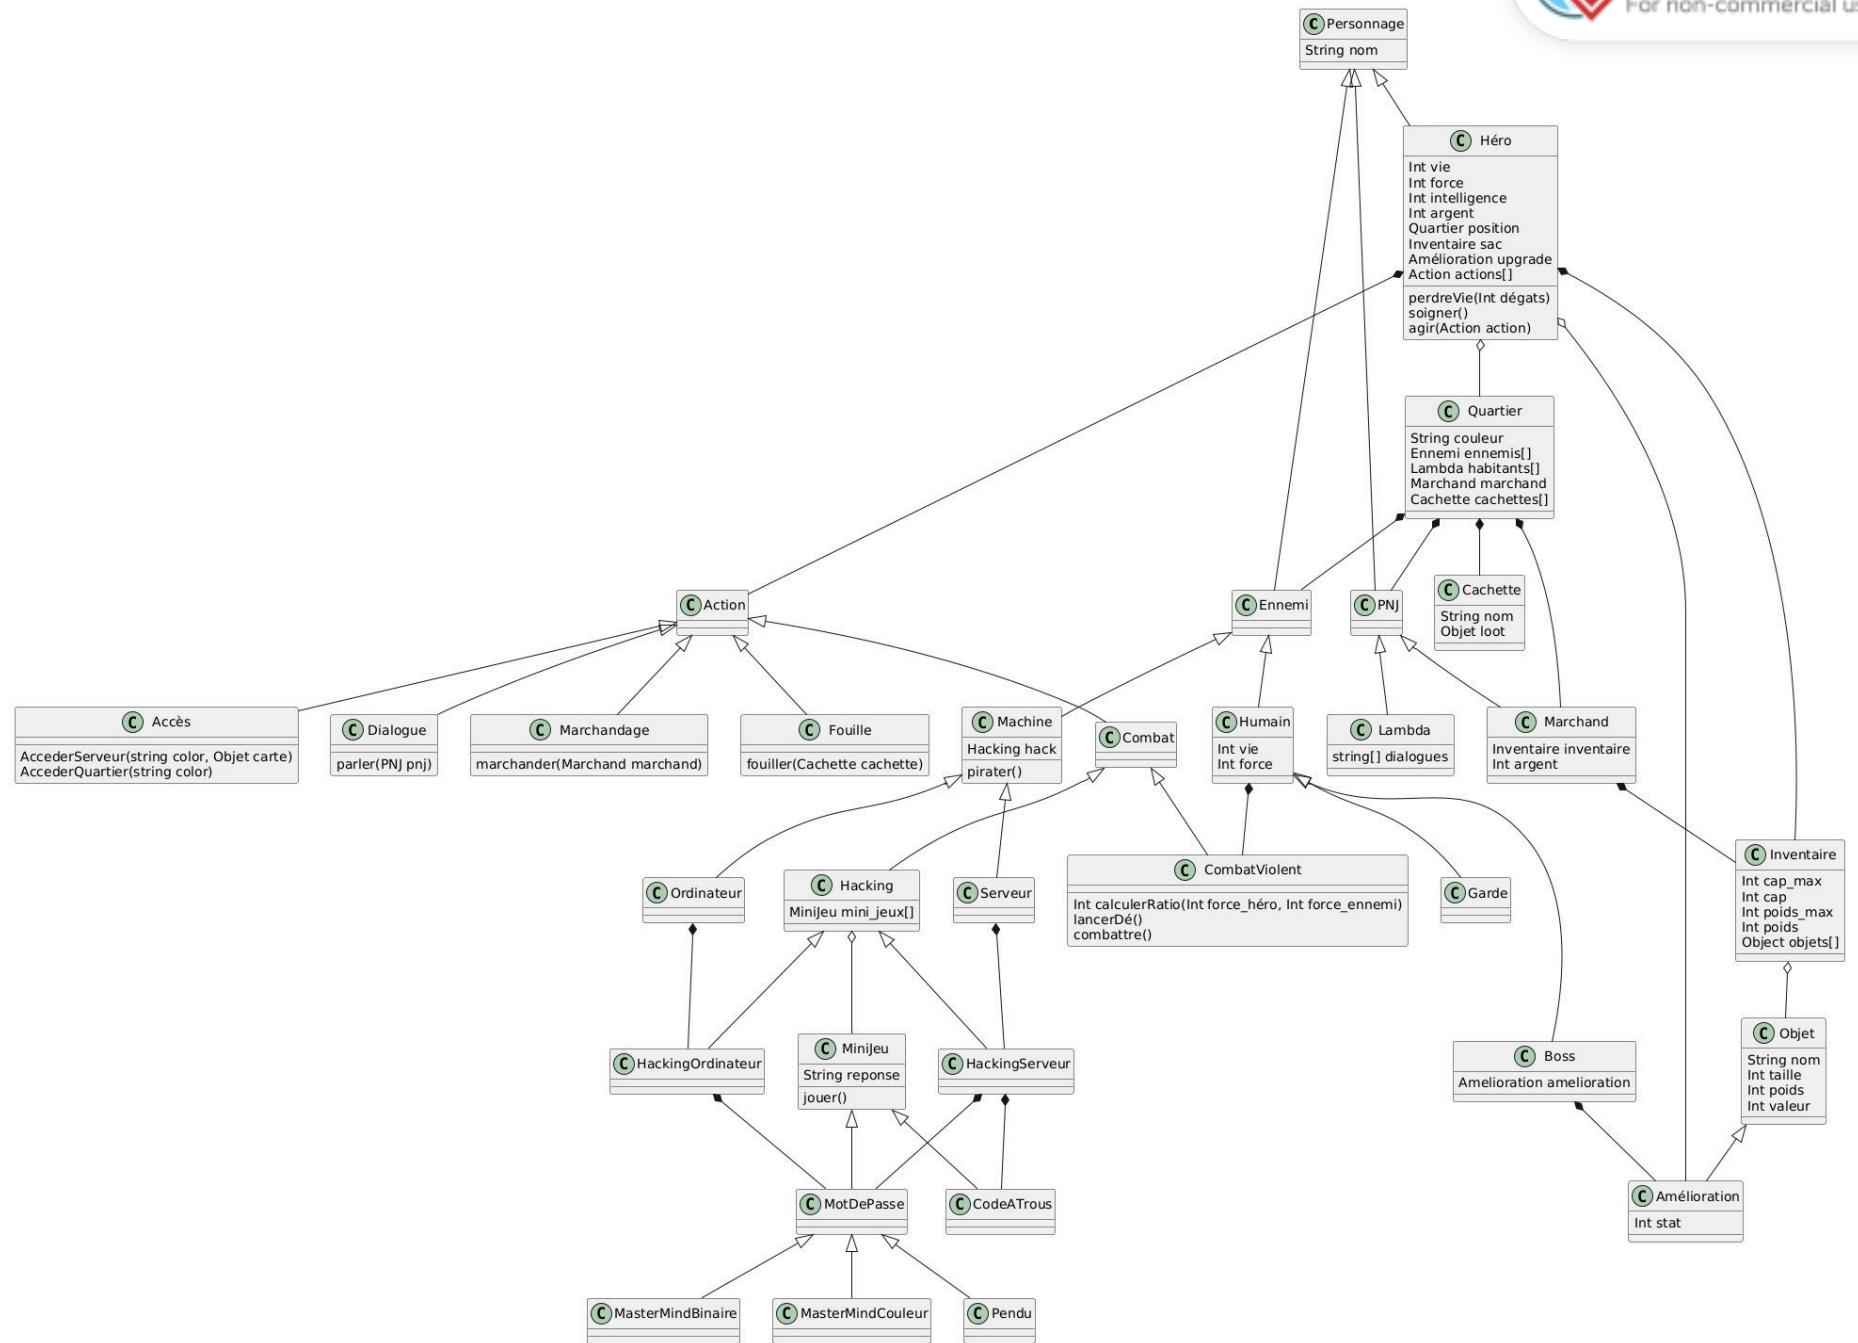 For non-commercial us
C Personnage
String nom
C Héro
Int vie
Int force
Int intelligence
Int argent
Quartier position
Inventaire sac
Amélioration upgrade
Action actions[]
perdreVie(Int dégats)
soigner()
agir(Action action)
C Quartier
String couleur
Ennemi ennemis[]
Lambda habitants[]
Marchand marchand
Cachette cachettes[]
C Action
C Ennemi
C PNJ
C Cachette
String nom
Objet loot
C Accès
AccederServeur(string color, Objet carte)
AccederQuartier(string color)
C Dialogue
parler(PNJ pnj)
C Marchandage
marchander(Marchand marchand)
C Fouille
fouiller(Cachette cachette)
C Machine
Hacking hack
pirater()
C Combat
C Humain
Int vie
Int force
C Lambda
string[] dialogues
C Marchand
Inventaire inventaire
Int argent
C Ordinateur
C Hacking
MiniJeu mini_jeux[]
C Serveur
C CombatViolent
Int calculerRatio(Int force_héro, Int force_ennemi)
lancerDé()
combattre()
C Garde
C Inventaire
Int cap_max
Int cap
Int poids_max
Int poids
Object objets[]
C HackingOrdinateur
C MiniJeu
String reponse
jouer()
C HackingServeur
C Boss
Amelioration amelioration
C Objet
String nom
Int taille
Int poids
Int valeur
C MotDePasse
C CodeATrous
C Amélioration
Int stat
C MasterMindBinaire
C MasterMindCouleur
C Pendu